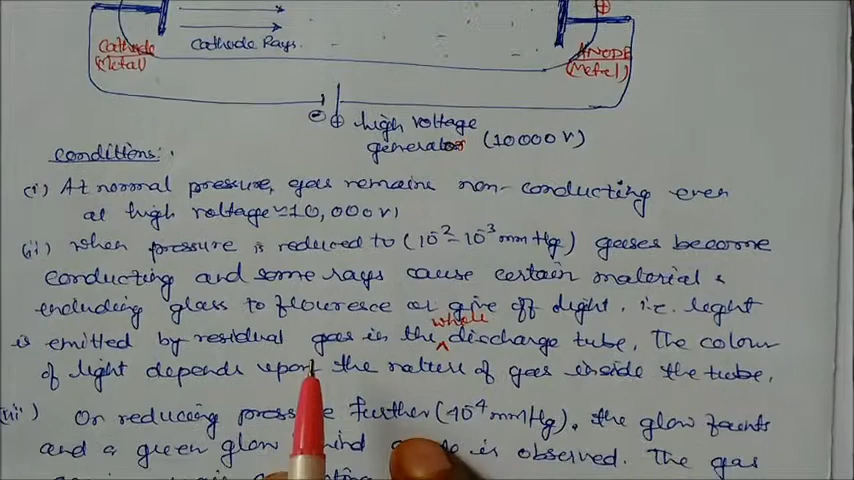 Cathode
(Metal)
Cathode Rays.
ANODE
(Metal)
high voltage
generator (10000 V)
conditions:
(i) At normal pressure, gas remains non-conducting even
at high voltage ≈10,000v
(ii) when pressure is reduced to (10⁻² - 10⁻³ mm Hg) gases become
conducting and some rays cause certain material
including glass to flouresce or give off light. i.e. light
is emitted by residual gas in the whole discharge tube, The colour
of light depends upon the nature of gas inside the tube.
(iii) On reducing pressure further (10⁻⁴ mm Hg), the glow faints
and a green glow is observed. The gas